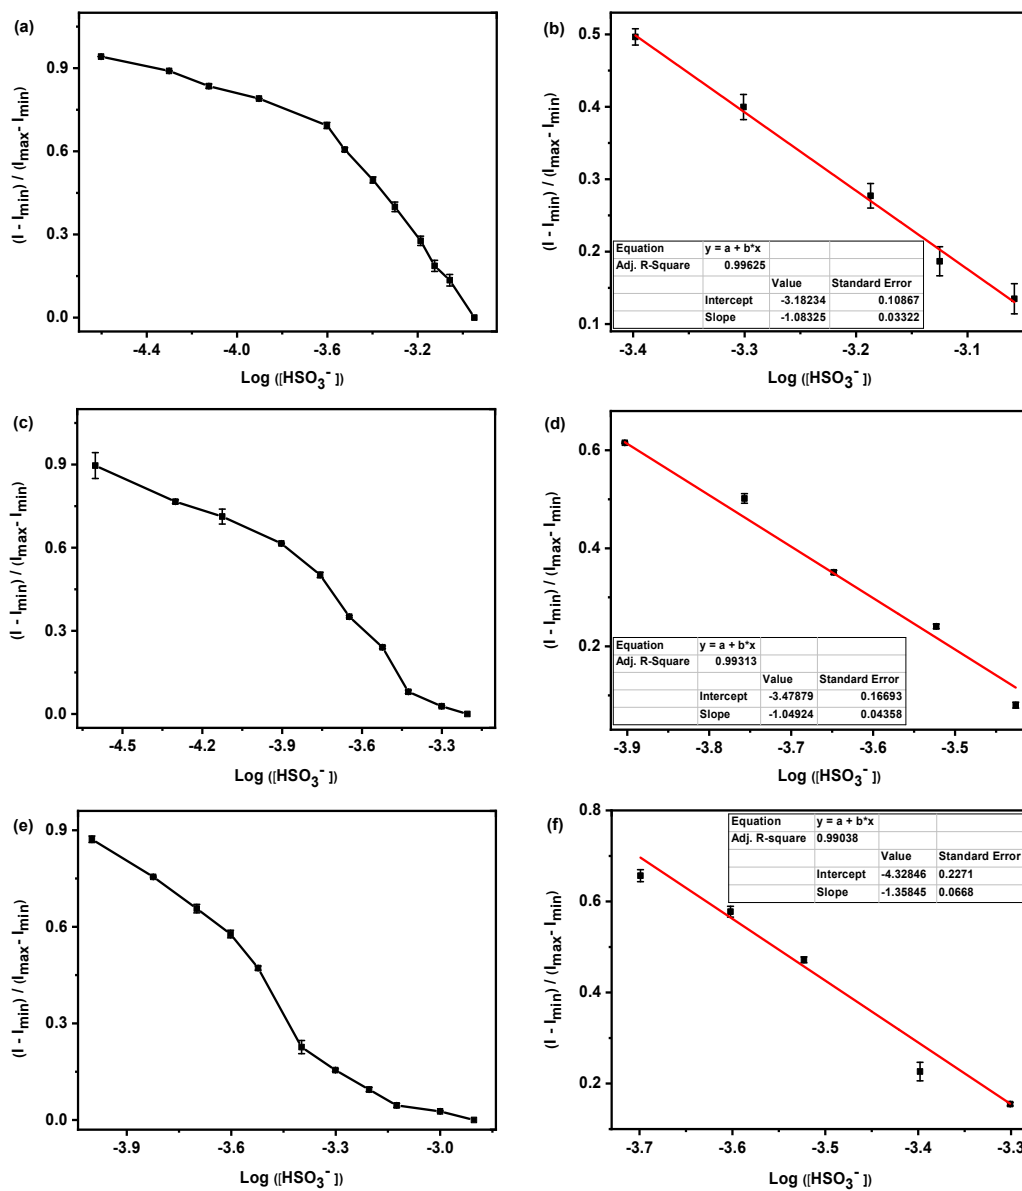 (a)
(I - Imin) / (Imax- Imin)
0.9
0.6
0.3
0.0
-4.4 -4.0 -3.6 -3.2
Log ([HSO3- ])
(b)
(I - Imin) / (Imax- Imin)
0.5
0.4
0.3
0.2
0.1
Equation y = a + b*x
Adj. R-Square 0.99625
Value Standard Error
Intercept -3.18234 0.10867
Slope -1.08325 0.03322
-3.4 -3.3 -3.2 -3.1
Log ([HSO3- ])
(c)
(I - Imin) / (Imax- Imin)
0.9
0.6
0.3
0.0
-4.5 -4.2 -3.9 -3.6 -3.3
Log ([HSO3- ])
(d)
(I - Imin) / (Imax- Imin)
0.6
0.4
0.2
Equation y = a + b*x
Adj. R-Square 0.99313
Value Standard Error
Intercept -3.47879 0.16693
Slope -1.04924 0.04358
-3.9 -3.8 -3.7 -3.6 -3.5
Log ([HSO3- ])
(e)
(I - Imin) / (Imax- Imin)
0.9
0.6
0.3
0.0
-3.9 -3.6 -3.3 -3.0
Log ([HSO3- ])
(f)
(I - Imin) / (Imax- Imin)
0.8
0.6
0.4
0.2
Equation y = a + b*x
Adj. R-square 0.99038
Value Standard Error
Intercept -4.32846 0.2271
Slope -1.35845 0.0668
-3.7 -3.6 -3.5 -3.4 -3.3
Log ([HSO3- ])